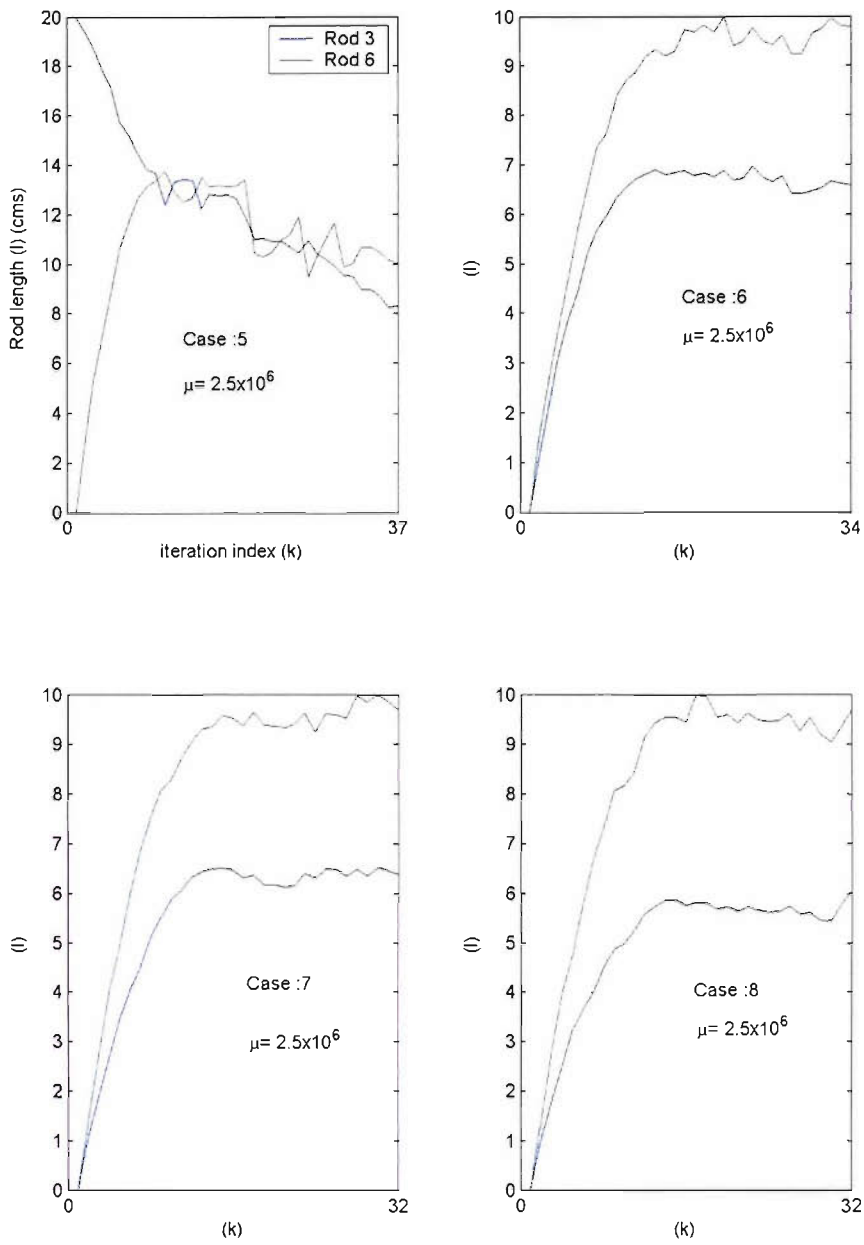 20
18
16
14
12
10
8
6
4
2
0
Rod length (l) (cms)
Rod 3
Rod 6
Case :5
μ= 2.5x10⁶
0
37
iteration index (k)
10
9
8
7
6
5
4
3
2
1
0
(l)
Case :6
μ= 2.5x10⁶
0
34
(k)
10
9
8
7
6
5
4
3
2
1
0
(l)
Case :7
μ= 2.5x10⁶
0
32
(k)
10
9
8
7
6
5
4
3
2
1
0
(l)
Case :8
μ= 2.5x10⁶
0
32
(k)